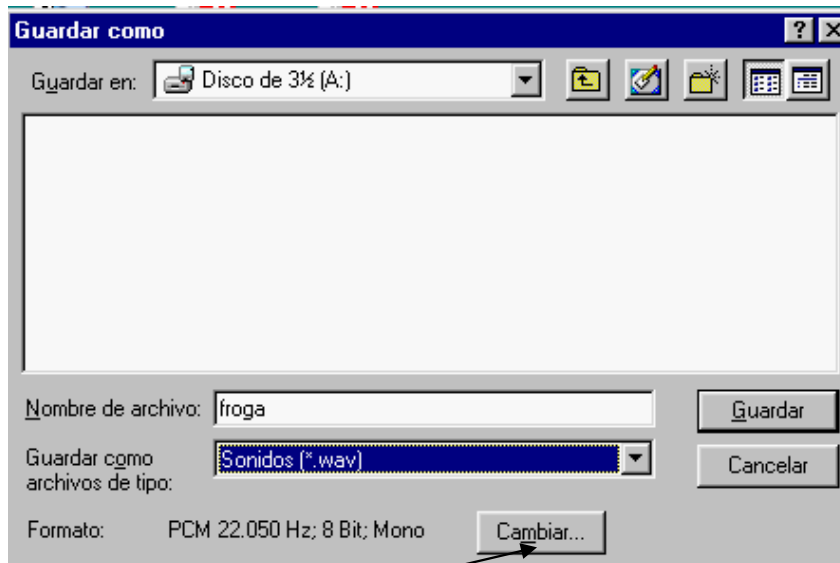 Guardar como
Guardar en: Disco de 3½ (A:)
Nombre de archivo: froga
Guardar
Guardar como
archivos de tipo: Sonidos (*.wav)
Cancelar
Formato: PCM 22.050 Hz; 8 Bit; Mono
Cambiar...